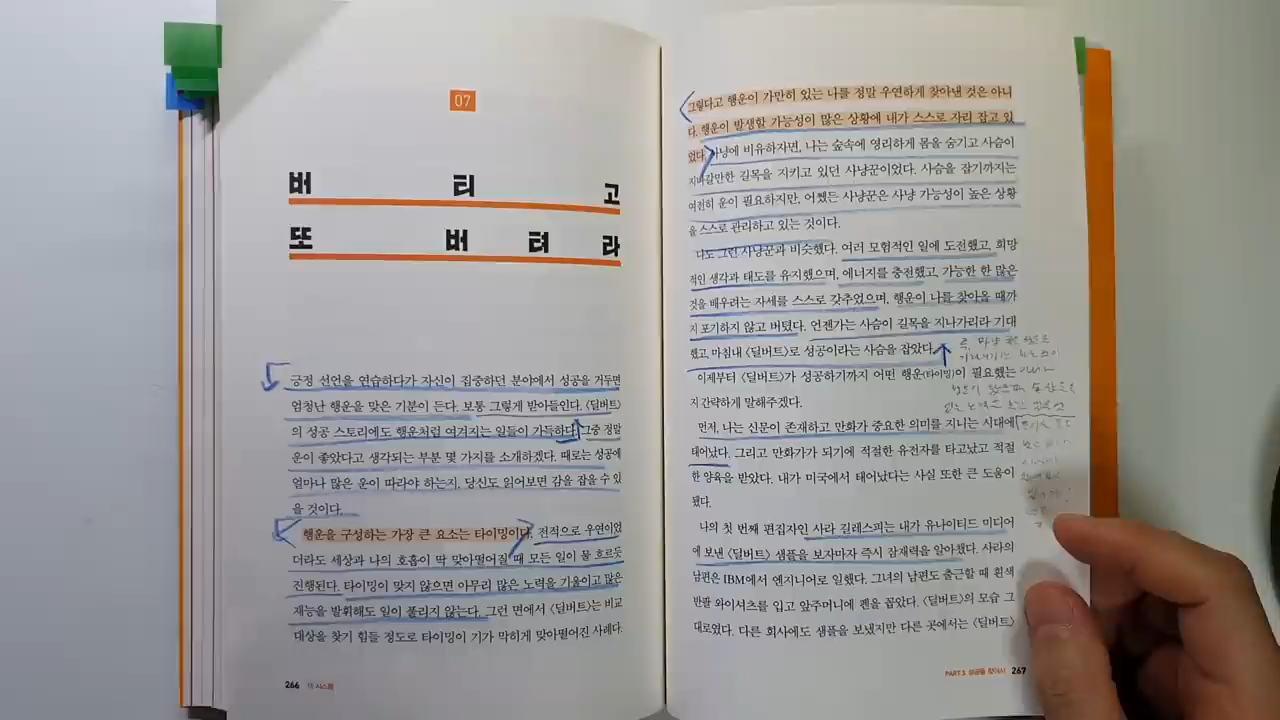 07
버티고
또 버텨라
긍정 선언을 연습하다가 자신이 집중하던 분야에서 성공을 거두면
엄청난 행운을 맞은 기분이 든다. 보통 그렇게 받아들인다. 〈딜버트〉
의 성공 스토리에도 행운처럼 여겨지는 일들이 가득하다. 그중 정말
운이 좋았다고 생각되는 부분 몇 가지를 소개하겠다. 때로는 성공에
얼마나 많은 운이 따라야 하는지, 당신도 읽어보면 감을 잡을 수 있
을 것이다.
행운을 구성하는 가장 큰 요소는 타이밍이다. 전적으로 우연이었
더라도 세상과 나의 호흡이 딱 맞아떨어질 때 모든 일이 물 흐르듯
진행된다. 타이밍이 맞지 않으면 아무리 많은 노력을 기울이고 많은
재능을 발휘해도 일이 풀리지 않는다. 그런 면에서 〈딜버트〉는 비교
대상을 찾기 힘들 정도로 타이밍이 기가 막히게 맞아떨어진 사례다.
266 더 시스템
그렇다고 행운이 가만히 있는 나를 정말 우연하게 찾아낸 것은 아니
다. 행운이 발생할 가능성이 많은 상황에 내가 스스로 자리 잡고 있
었다. 사냥에 비유하자면, 나는 숲속에 영리하게 몸을 숨기고 사슴이
지나갈만한 길목을 지키고 있던 사냥꾼이었다. 사슴을 잡기까지는
여전히 운이 필요하지만, 어쨌든 사냥꾼은 사냥 가능성이 높은 상황
을 스스로 관리하고 있는 것이다.
나도 그런 사냥꾼과 비슷했다. 여러 모험적인 일에 도전했고, 희망
적인 생각과 태도를 유지했으며, 에너지를 충전했고, 가능한 한 많은
것을 배우려는 자세를 스스로 갖추었으며, 행운이 나를 찾아올 때까
지 포기하지 않고 버텼다. 언젠가는 사슴이 길목을 지나가리라 기대
했고, 마침내 〈딜버트〉로 성공이라는 사슴을 잡았다.
이제부터 〈딜버트〉가 성공하기까지 어떤 행운(타이밍)이 필요했는
지 간략하게 말해주겠다.
먼저, 나는 신문이 존재하고 만화가 중요한 의미를 지니는 시대에
태어났다. 그리고 만화가가 되기에 적절한 유전자를 타고났고 적절
한 양육을 받았다. 내가 미국에서 태어났다는 사실 또한 큰 도움이
됐다.
나의 첫 번째 편집자인 사라 길레스피는 내가 유나이티드 미디어
에 보낸 〈딜버트〉 샘플을 보자마자 즉시 잠재력을 알아챘다. 사라의
남편은 IBM에서 엔지니어로 일했다. 그녀의 남편도 출근할 때 흰색
반팔 와이셔츠를 입고 앞주머니에 펜을 꼽았다. 〈딜버트〉의 모습 그
대로였다. 다른 회사에도 샘플을 보냈지만 다른 곳에서는 〈딜버트〉
PART 3. 성공을 찾아서 267